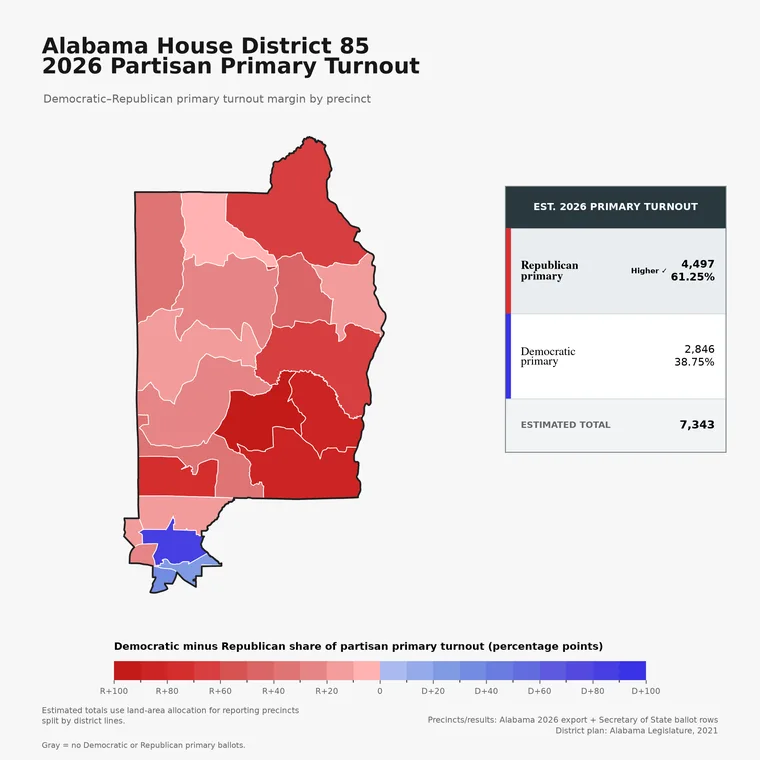 Alabama House District 85
2026 Partisan Primary Turnout
Democratic–Republican primary turnout margin by precinct
EST. 2026 PRIMARY TURNOUT
Republican
primary
Higher ✓
4,497
61.25%
Democratic
primary
2,846
38.75%
ESTIMATED TOTAL
7,343
Democratic minus Republican share of partisan primary turnout (percentage points)
R+100 R+80 R+60 R+40 R+20 0 D+20 D+40 D+60 D+80 D+100
Estimated totals use land-area allocation for reporting precincts
split by district lines.
Gray = no Democratic or Republican primary ballots.
Precincts/results: Alabama 2026 export + Secretary of State ballot rows
District plan: Alabama Legislature, 2021